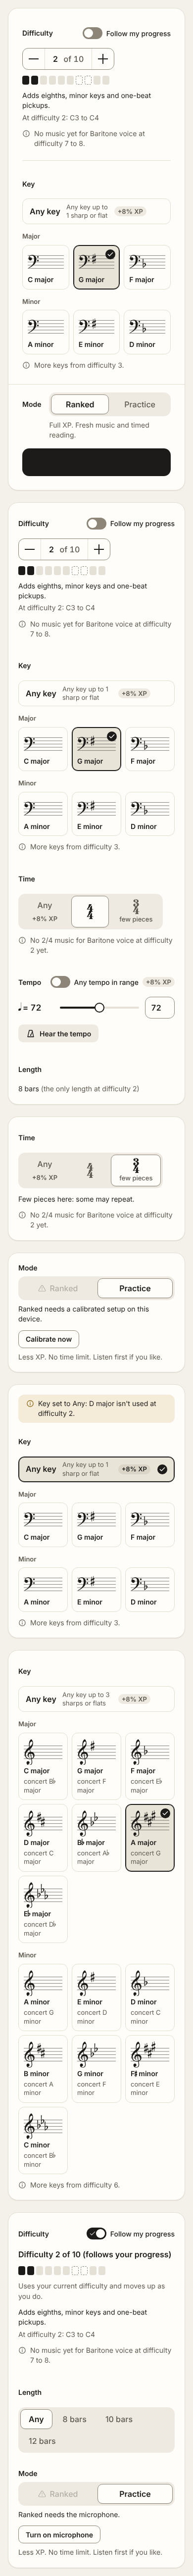 Difficulty Follow my progress
2 of 10
Adds eighths, minor keys and one-beat
pickups.
At difficulty 2: C3 to C4
No music yet for Baritone voice at
difficulty 7 to 8.
Key
Any key Any key up to
1 sharp or flat +8% XP
Major
C major G major F major
Minor
A minor E minor D minor
More keys from difficulty 3.
Mode Ranked Practice
Full XP. Fresh music and timed
reading.
Difficulty Follow my progress
2 of 10
Adds eighths, minor keys and one-beat
pickups.
At difficulty 2: C3 to C4
No music yet for Baritone voice at difficulty
7 to 8.
Key
Any key Any key up to 1
sharp or flat +8% XP
Major
C major G major F major
Minor
A minor E minor D minor
More keys from difficulty 3.
Time
Any 4/4 3/4
+8% XP few pieces
No 2/4 music for Baritone voice at difficulty
2 yet.
Tempo Any tempo in range +8% XP
♩= 72 72
Hear the tempo
Length
8 bars (the only length at difficulty 2)
Time
Any 4/4 3/4
+8% XP few pieces
Few pieces here: some may repeat.
No 2/4 music for Baritone voice at difficulty
2 yet.
Mode
Ranked Practice
Ranked needs a calibrated setup on this
device.
Calibrate now
Less XP. No time limit. Listen first if you like.
Key set to Any: D major isn't used at
difficulty 2.
Key
Any key Any key up to 1
sharp or flat +8% XP
Major
C major G major F major
Minor
A minor E minor D minor
More keys from difficulty 3.
Key
Any key Any key up to 3
sharps or flats +8% XP
Major
C major G major F major
concert B♭
major concert F
major concert E♭
major
D major B♭ major A major
concert C
major concert A♭
major concert G
major
E♭ major
concert D♭
major
Minor
A minor E minor D minor
concert G
minor concert D
minor concert C
minor
B minor G minor F♯ minor
concert A
minor concert F
minor concert E
minor
C minor
concert B♭
minor
More keys from difficulty 6.
Difficulty Follow my progress
Difficulty 2 of 10 (follows your progress)
Uses your current difficulty and moves up as
you do.
Adds eighths, minor keys and one-beat
pickups.
At difficulty 2: C3 to C4
No music yet for Baritone voice at difficulty
7 to 8.
Length
Any 8 bars 10 bars
12 bars
Mode
Ranked Practice
Ranked needs the microphone.
Turn on microphone
Less XP. No time limit. Listen first if you like.